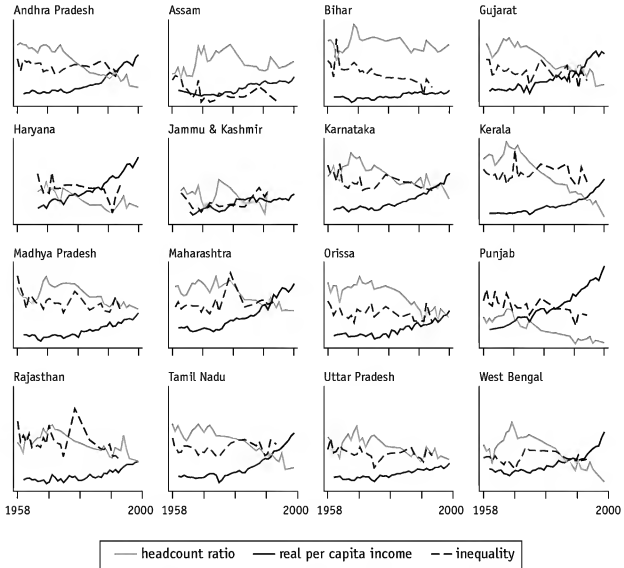 Andhra Pradesh Assam Bihar Gujarat
Haryana Jammu & Kashmir Karnataka Kerala
Madhya Pradesh Maharashtra Orissa Punjab
Rajasthan Tamil Nadu Uttar Pradesh West Bengal
1958 2000 1958 2000 1958 2000 1958 2000
headcount ratio real per capita income inequality